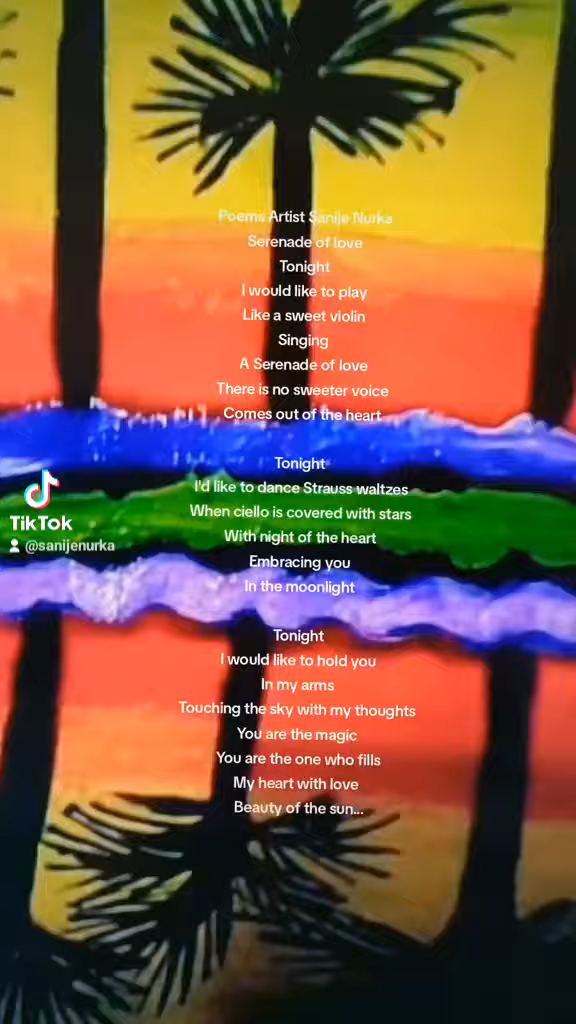 Poems Artist Sanije Nurka
Serenade of love
Tonight
I would like to play
Like a sweet violin
Singing
A Serenade of love
There is no sweeter voice
Comes out of the heart
Tonight
I'd like to dance Strauss waltzes
When ciello is covered with stars
With night of the heart
Embracing you
In the moonlight
Tonight
I would like to hold you
In my arms
Touching the sky with my thoughts
You are the magic
You are the one who fills
My heart with love
Beauty of the sun...
TikTok
@sanijenurka